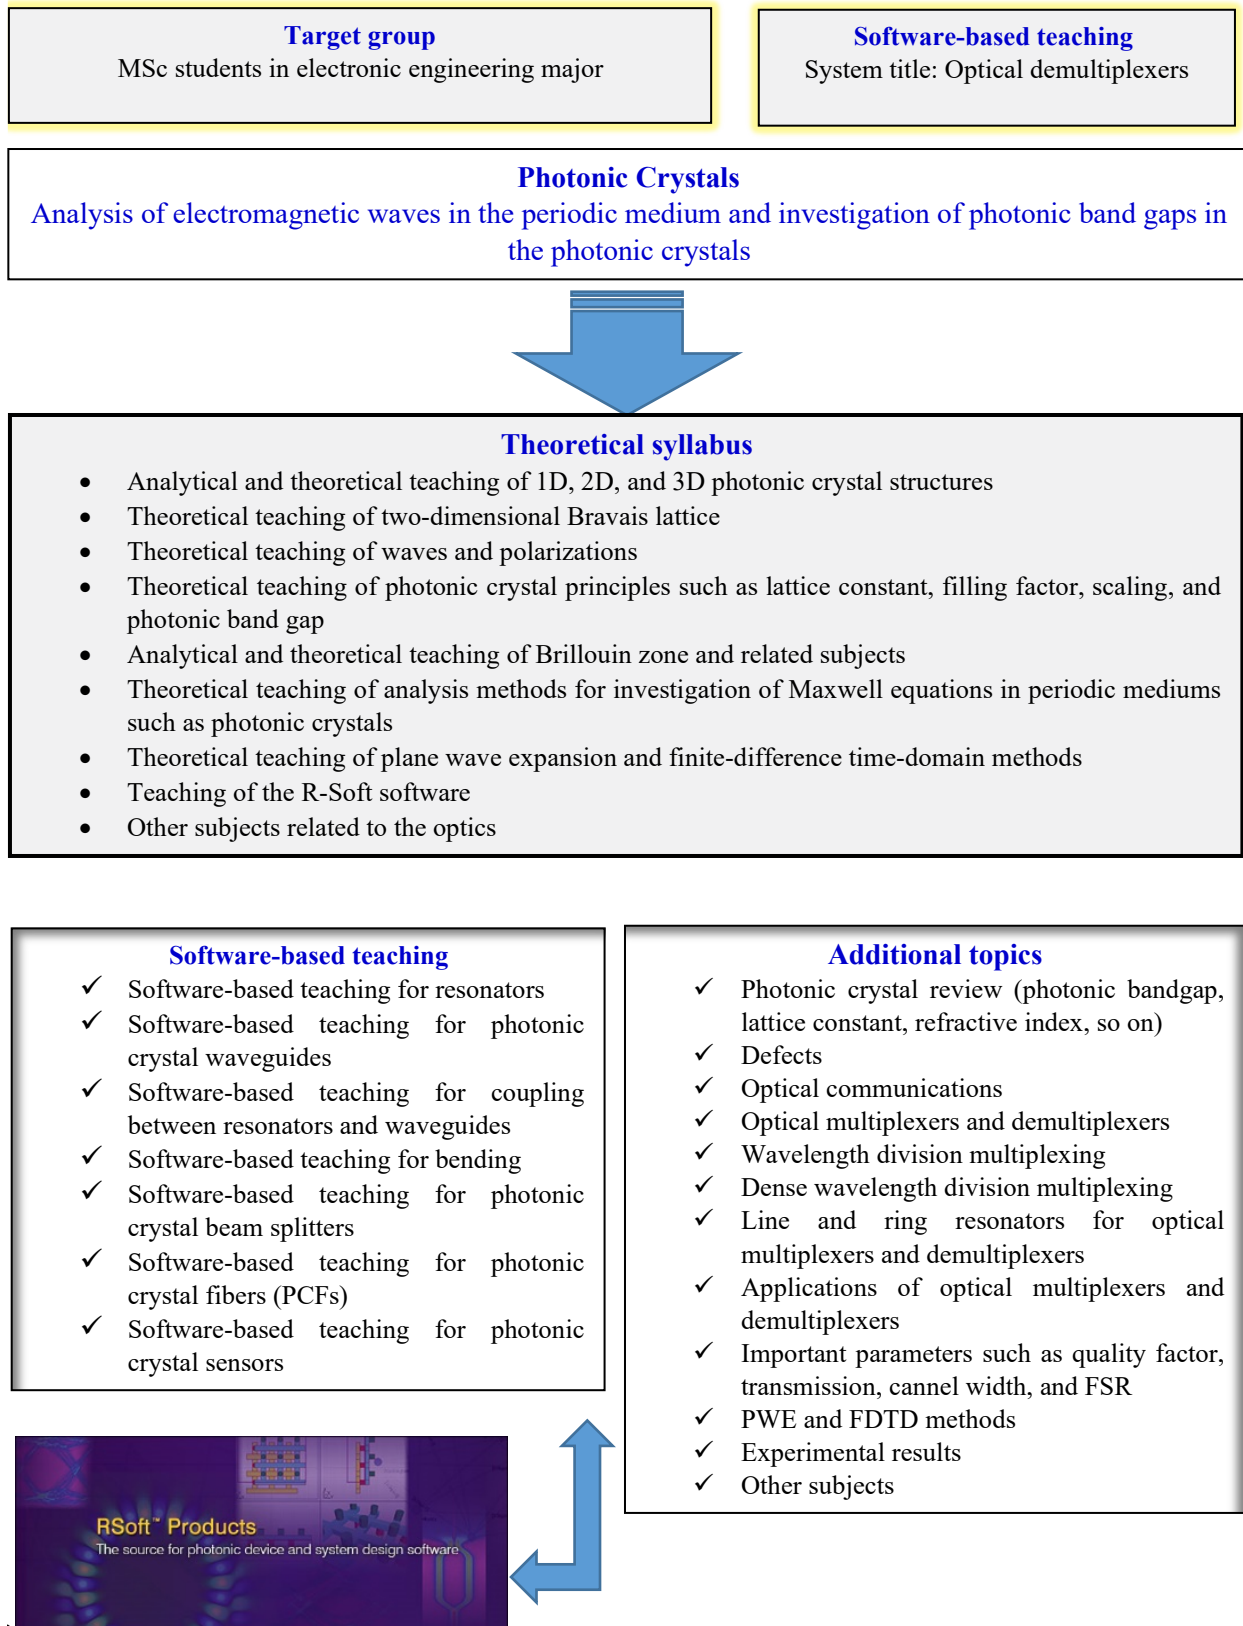 Target group
MSc students in electronic engineering major
Software-based teaching
System title: Optical demultiplexers
Photonic Crystals
Analysis of electromagnetic waves in the periodic medium and investigation of photonic band gaps in
the photonic crystals
Theoretical syllabus
• Analytical and theoretical teaching of 1D, 2D, and 3D photonic crystal structures
• Theoretical teaching of two-dimensional Bravais lattice
• Theoretical teaching of waves and polarizations
• Theoretical teaching of photonic crystal principles such as lattice constant, filling factor, scaling, and
photonic band gap
• Analytical and theoretical teaching of Brillouin zone and related subjects
• Theoretical teaching of analysis methods for investigation of Maxwell equations in periodic mediums
such as photonic crystals
• Theoretical teaching of plane wave expansion and finite-difference time-domain methods
• Teaching of the R-Soft software
• Other subjects related to the optics
Software-based teaching
✓ Software-based teaching for resonators
✓ Software-based teaching for photonic
crystal waveguides
✓ Software-based teaching for coupling
between resonators and waveguides
✓ Software-based teaching for bending
✓ Software-based teaching for photonic
crystal beam splitters
✓ Software-based teaching for photonic
crystal fibers (PCFs)
✓ Software-based teaching for photonic
crystal sensors
Additional topics
✓ Photonic crystal review (photonic bandgap,
lattice constant, refractive index, so on)
✓ Defects
✓ Optical communications
✓ Optical multiplexers and demultiplexers
✓ Wavelength division multiplexing
✓ Dense wavelength division multiplexing
✓ Line and ring resonators for optical
multiplexers and demultiplexers
✓ Applications of optical multiplexers and
demultiplexers
✓ Important parameters such as quality factor,
transmission, cannel width, and FSR
✓ PWE and FDTD methods
✓ Experimental results
✓ Other subjects
RSoft™ Products
The source for photonic device and system design software